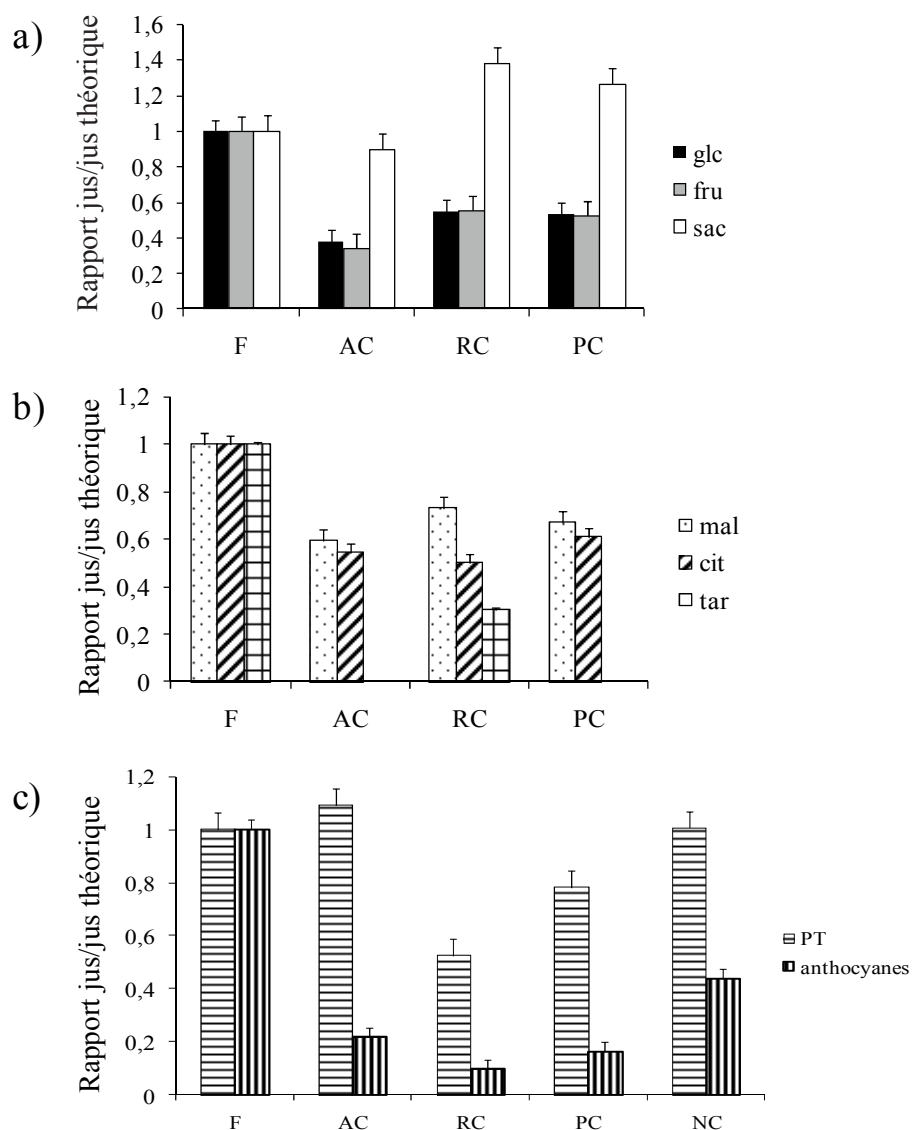 a)
Rapport jus/jus théorique
1,6
1,4
1,2
1
0,8
0,6
0,4
0,2
0
F AC RC PC
glc
fru
sac
b)
Rapport jus/jus théorique
1,2
1
0,8
0,6
0,4
0,2
0
F AC RC PC
mal
cit
tar
c)
Rapport jus/jus théorique
1,2
1
0,8
0,6
0,4
0,2
0
F AC RC PC NC
PT
anthocyanes